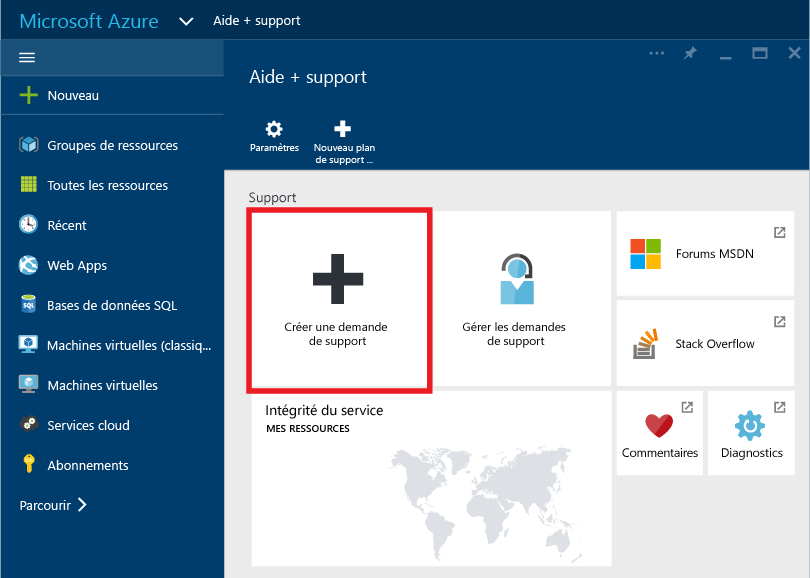 Microsoft Azure
Aide + support
Nouveau
Groupes de ressources
Toutes les ressources
Récent
Web Apps
SQL
Bases de données SQL
Machines virtuelles (classiq...
Machines virtuelles
Services cloud
Abonnements
Parcourir
Aide + support
Paramètres
Nouveau plan
de support ...
Support
Créer une demande
de support
Gérer les demandes
de support
Forums MSDN
Stack Overflow
Intégrité du service
MES RESSOURCES
Commentaires
Diagnostics